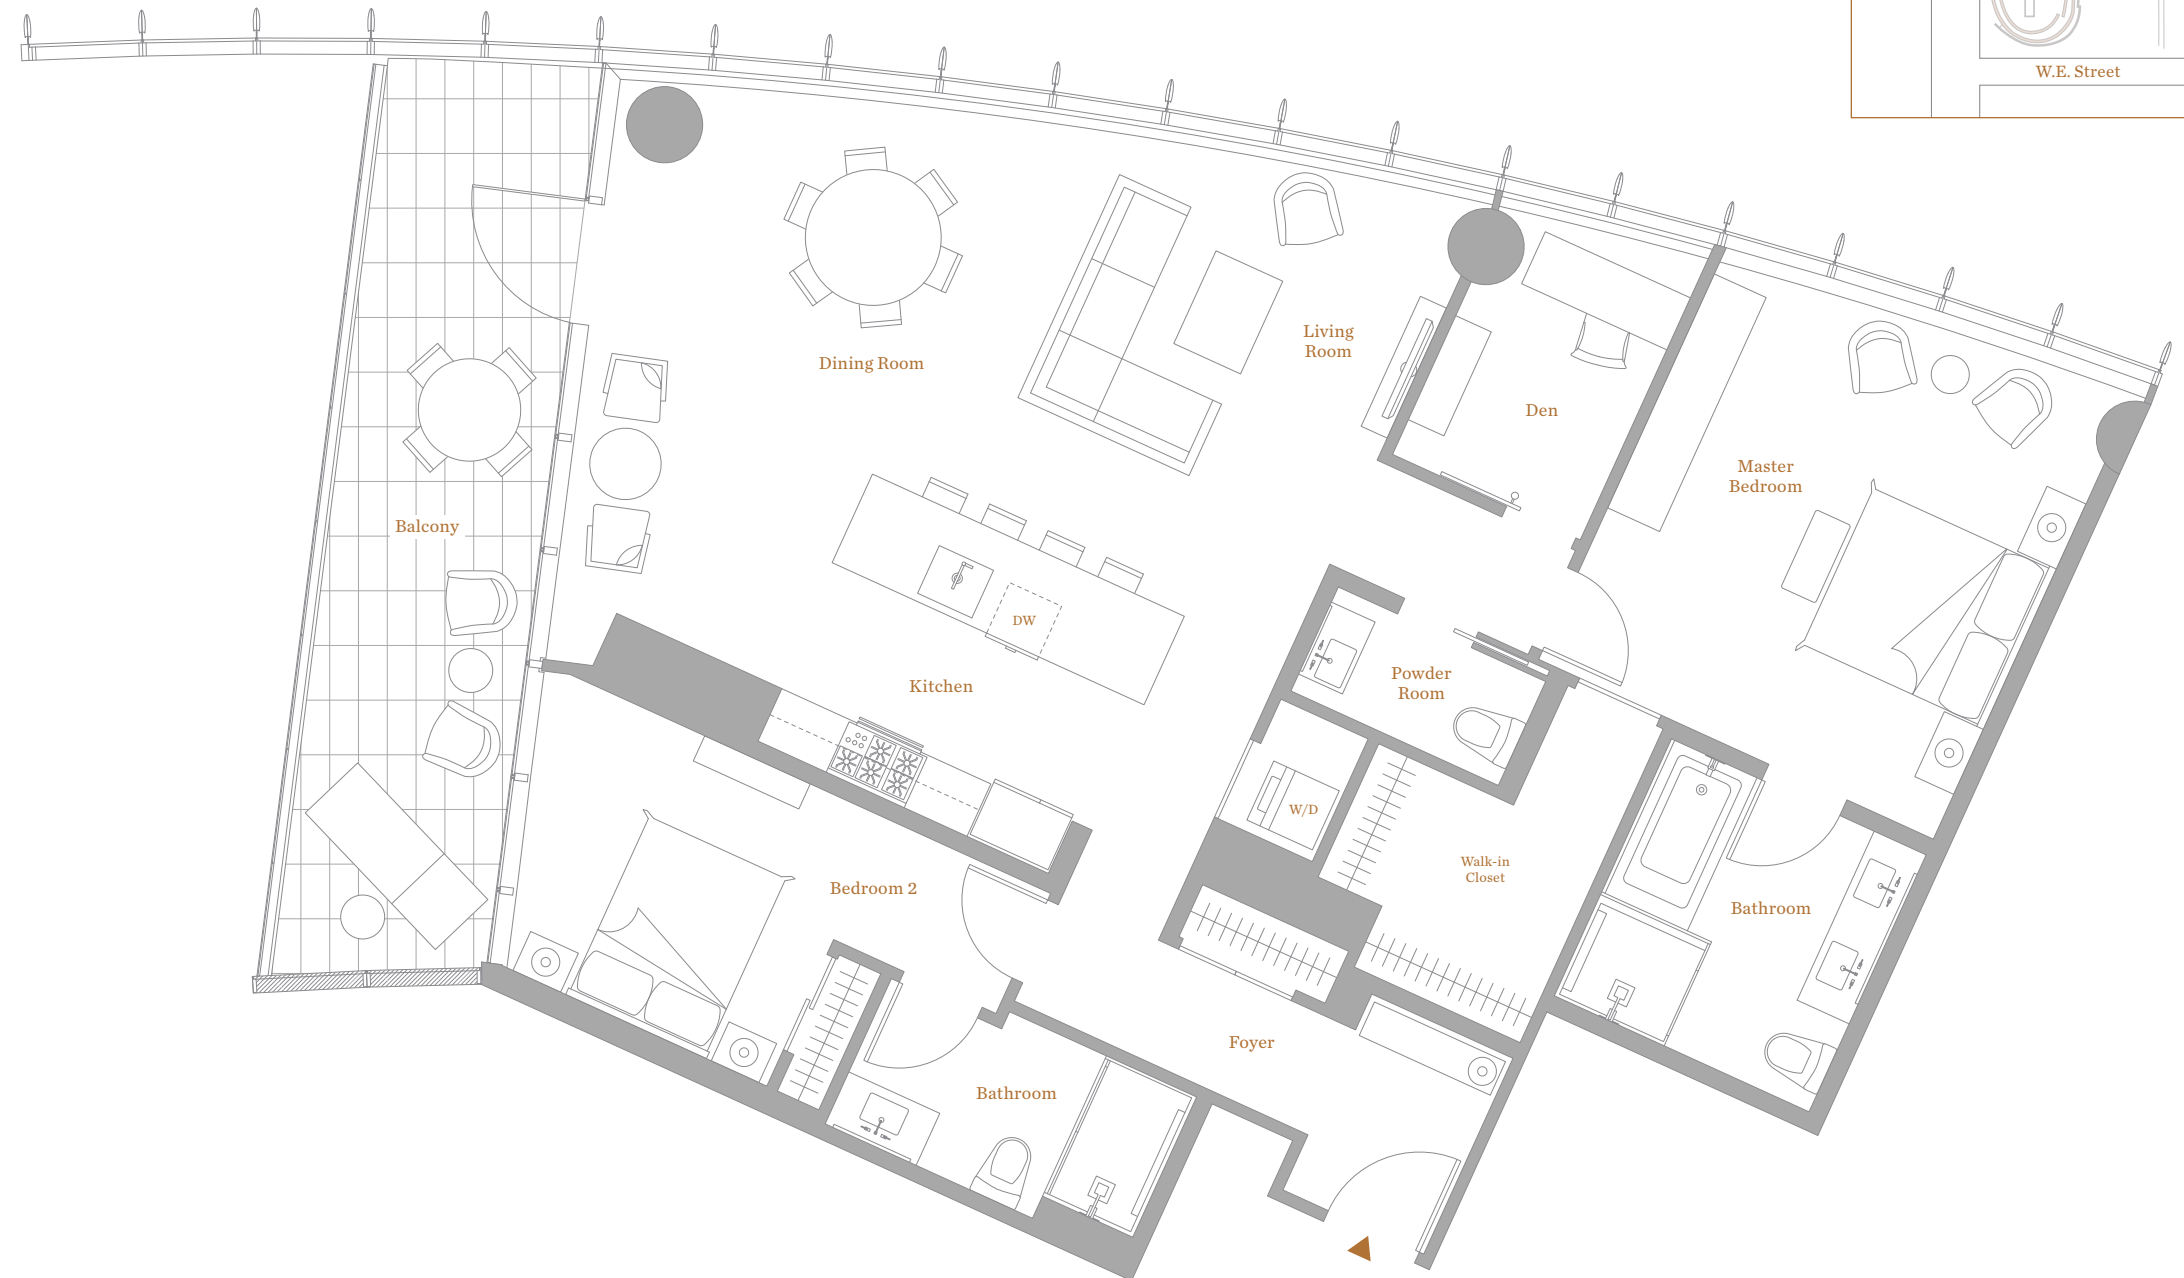 W.E. Street
Living
Room
Dining Room
Den
Master
Bedroom
Balcony
DW
Kitchen
Powder
Room
W/D
Walk-in
Closet
Bedroom 2
Bathroom
Foyer
Bathroom